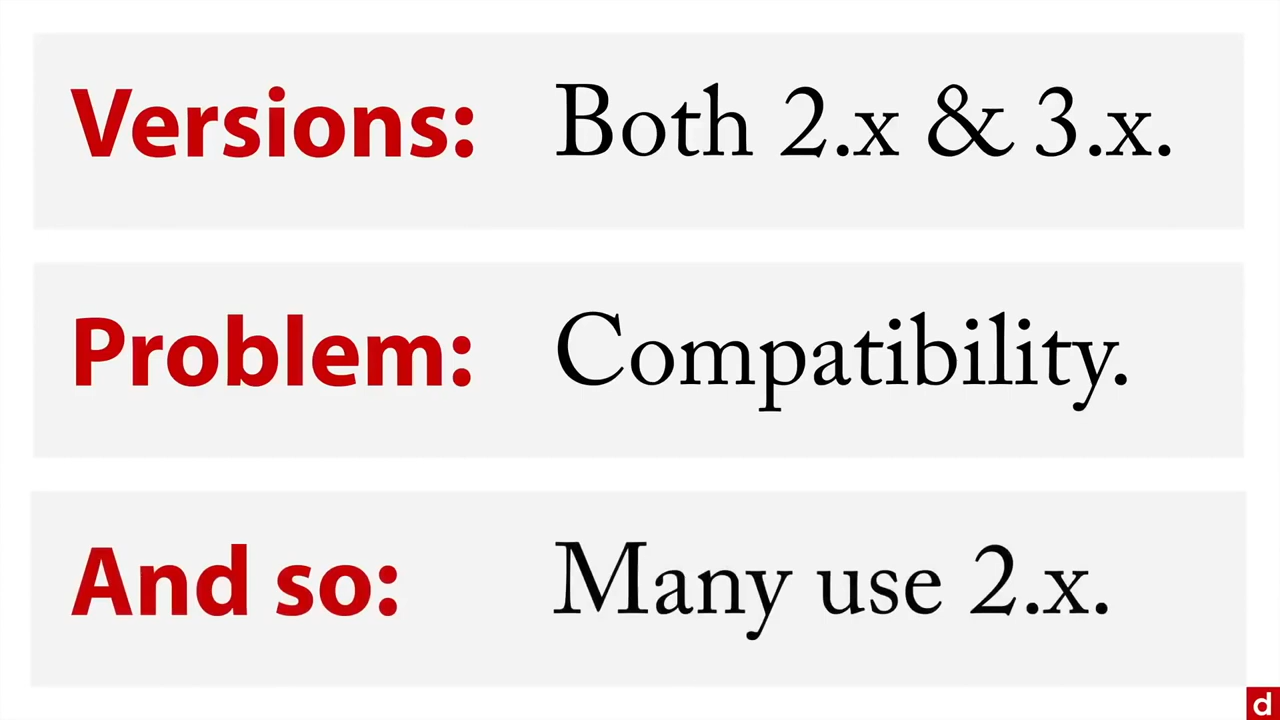 Versions: Both 2.x & 3.x.
Problem: Compatibility.
And so: Many use 2.x.
d